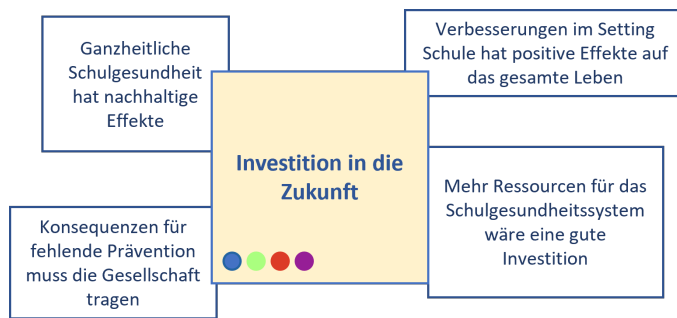 Ganzheitliche
Schulgesundheit
hat nachhaltige
Effekte
Verbesserungen im Setting
Schule hat positive Effekte auf
das gesamte Leben
Investition in die
Zukunft
Konsequenzen für
fehlende Prävention
muss die Gesellschaft
tragen
Mehr Ressourcen für das
Schulgesundheitssystem
wäre eine gute
Investition